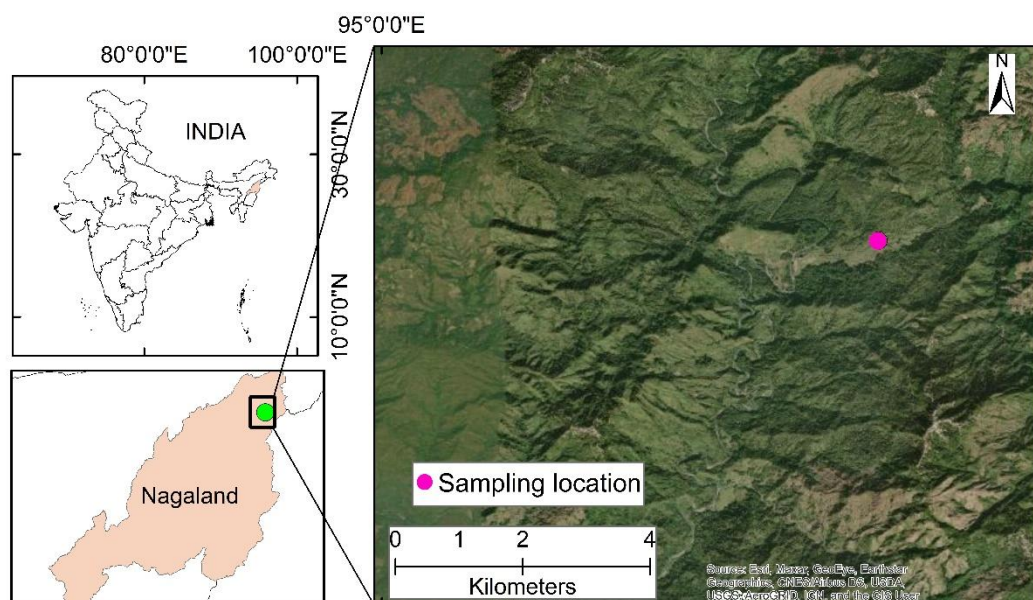 95°0'0"E
80°0'0"E
100°0'0"E
N
INDIA
30°0'0"N
10°0'0"N
Nagaland
Sampling location
0 1 2 4
Kilometers
Source: Esri, Maxar, GeoEye, Earthstar
Geographics, CNES/Airbus DS, USDA,
USGS, AeroGRID, IGN, and the GIS User